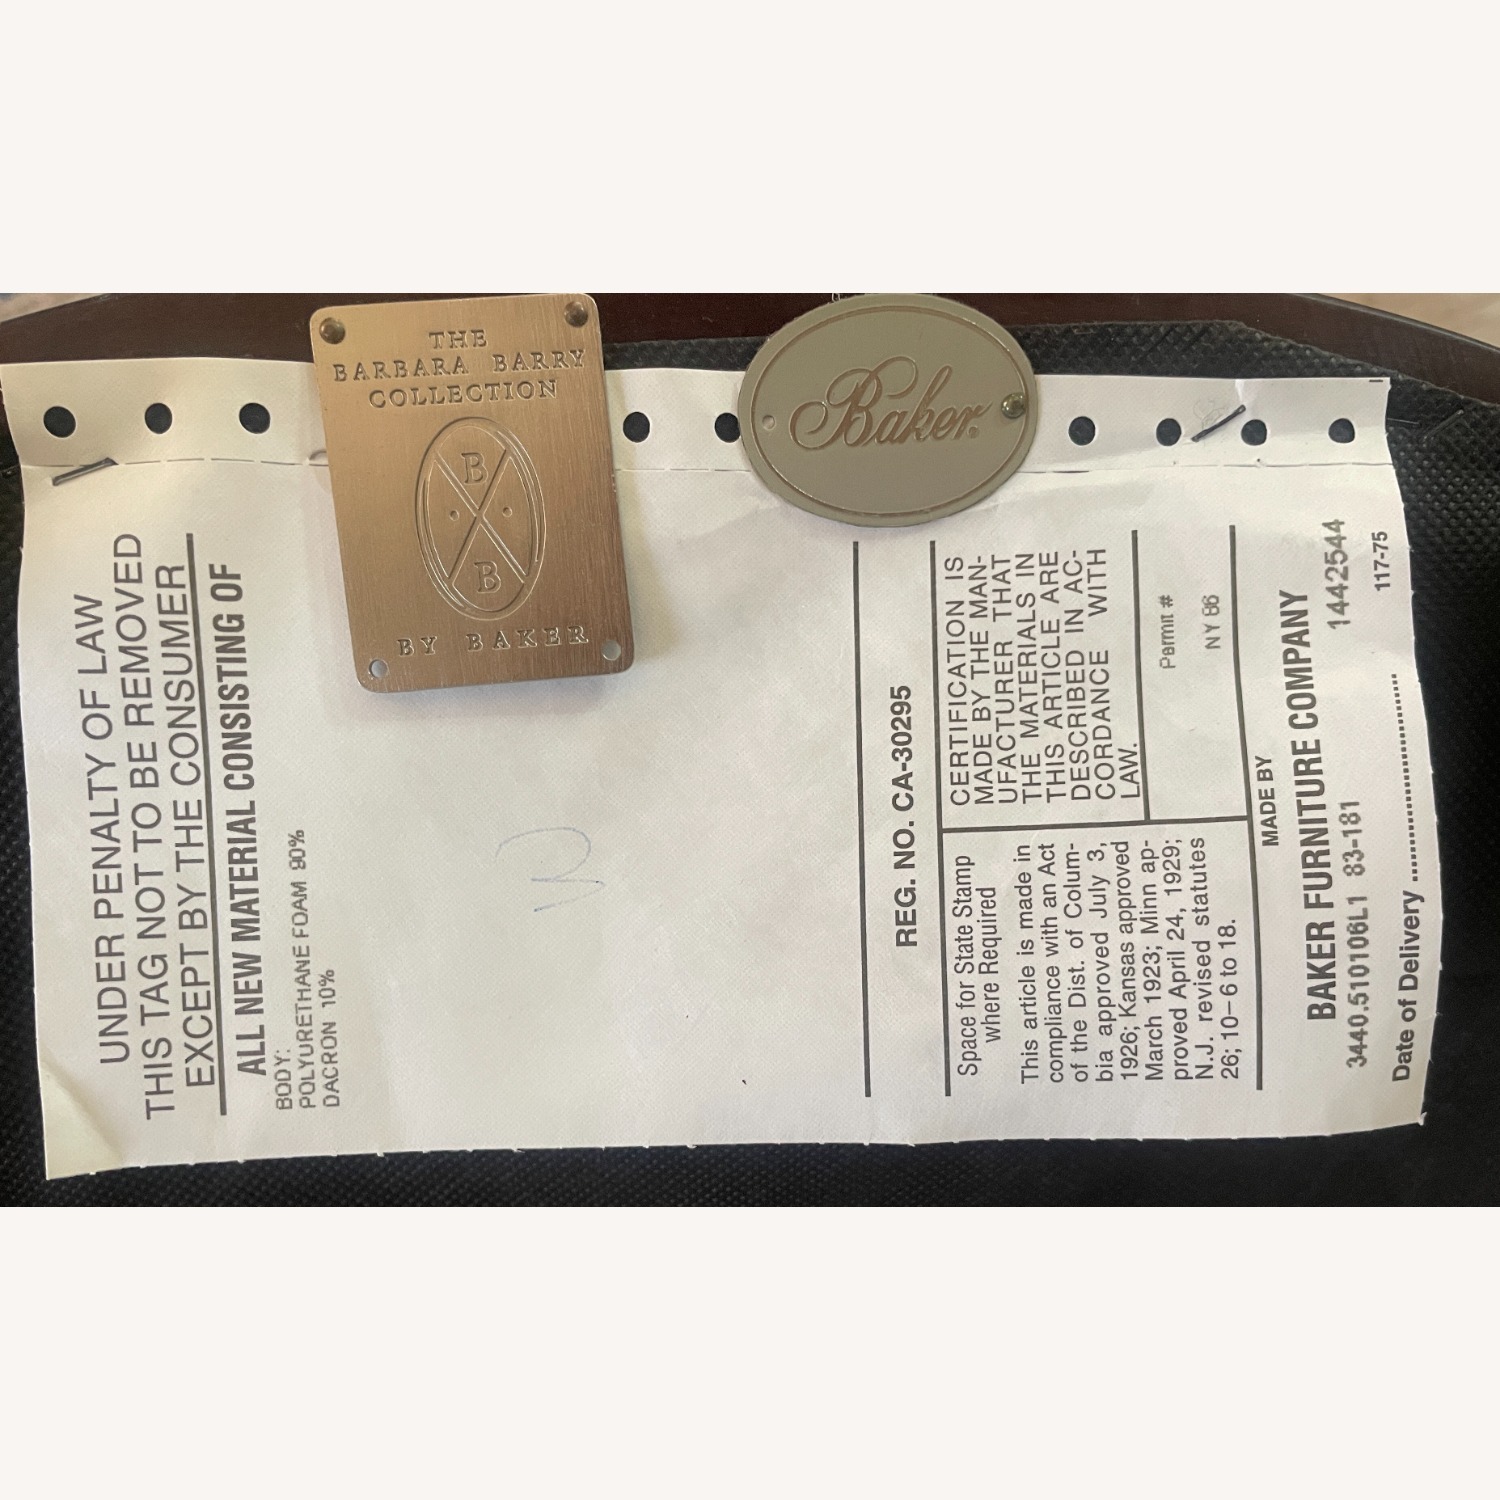 THE
BARBARA BARRY
COLLECTION
B
B
BY BAKER
Baker®
UNDER PENALTY OF LAW
THIS TAG NOT TO BE REMOVED
EXCEPT BY THE CONSUMER
ALL NEW MATERIAL CONSISTING OF
BODY:
POLYURETHANE FOAM 90%
DACRON 10%
REG. NO. CA-30295
Space for State Stamp
where Required
This article is made in
compliance with an Act
of the Dist. of Colum-
bia approved July 3,
1926; Kansas approved
March 1923; Minn ap-
proved April 24, 1929;
N.J. revised statutes
26; 10–6 to 18.
CERTIFICATION IS
MADE BY THE MAN-
UFACTURER THAT
THE MATERIALS IN
THIS ARTICLE ARE
DESCRIBED IN AC-
CORDANCE WITH
LAW.
Permit #
NY 86
MADE BY
BAKER FURNITURE COMPANY
3440.510106L1 83-181 1442544
117-75
Date of Delivery ........................